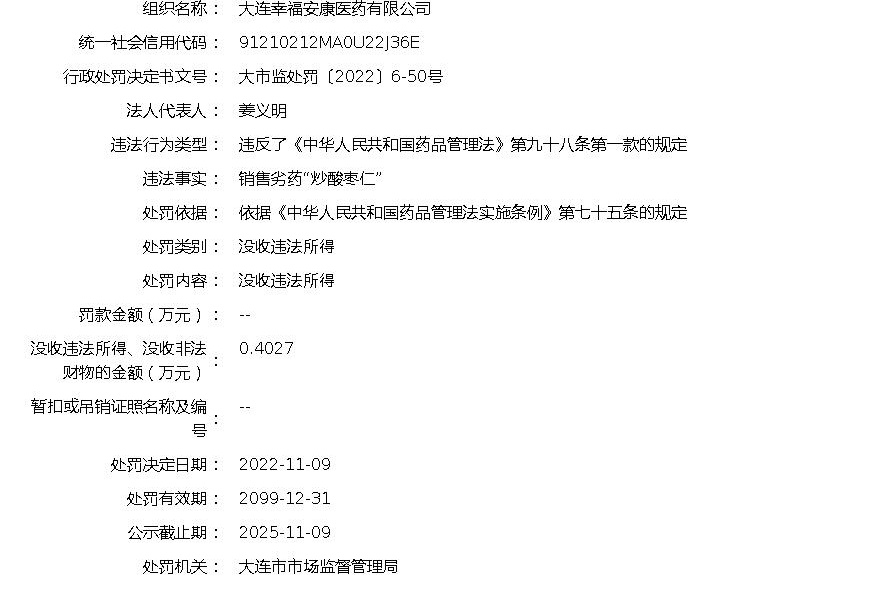 组织名称： 大连幸福安康医药有限公司
统一社会信用代码： 91210212MA0U22J36E
行政处罚决定书文号： 大市监处罚〔2022〕6-50号
法人代表人： 姜义明
违法行为类型： 违反了《中华人民共和国药品管理法》第九十八条第一款的规定
违法事实： 销售劣药“炒酸枣仁”
处罚依据： 依据《中华人民共和国药品管理法实施条例》第七十五条的规定
处罚类别： 没收违法所得
处罚内容： 没收违法所得
罚款金额（万元）： --
没收违法所得、没收非法
财物的金额（万元）： 0.4027
暂扣或吊销证照名称及编
号： --
处罚决定日期： 2022-11-09
处罚有效期： 2099-12-31
公示截止期： 2025-11-09
处罚机关： 大连市市场监督管理局